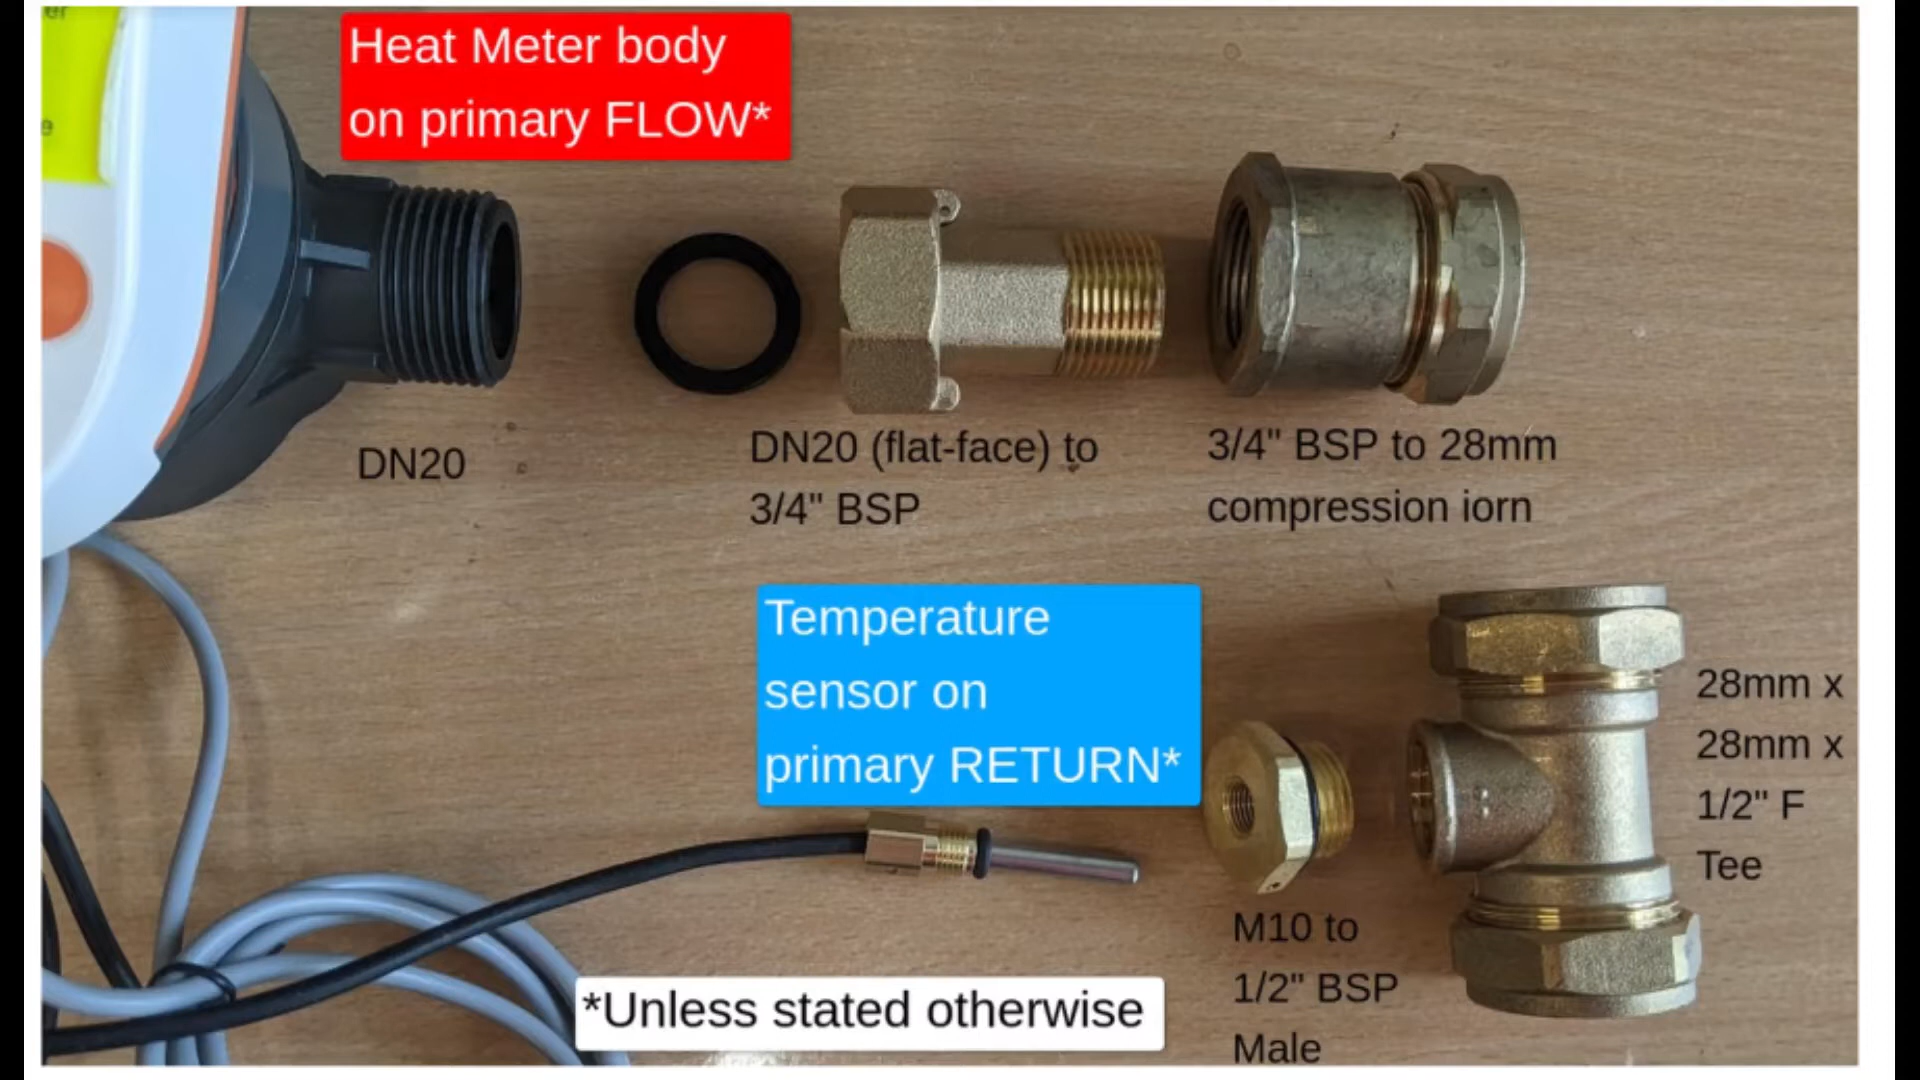 Heat Meter body
on primary FLOW*
DN20
DN20 (flat-face) to
3/4" BSP
3/4" BSP to 28mm
compression iorn
Temperature
sensor on
primary RETURN*
28mm x
28mm x
1/2" F
Tee
M10 to
1/2" BSP
Male
*Unless stated otherwise